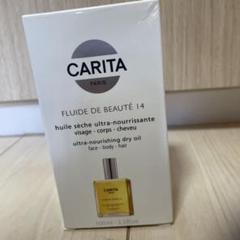 CARITA
PARIS
FLUIDE DE BEAUTÉ 14
huile sèche ultra-nourrissante
visage - corps - cheveu
ultra-nourishing dry oil
face - body - hair
CARITA